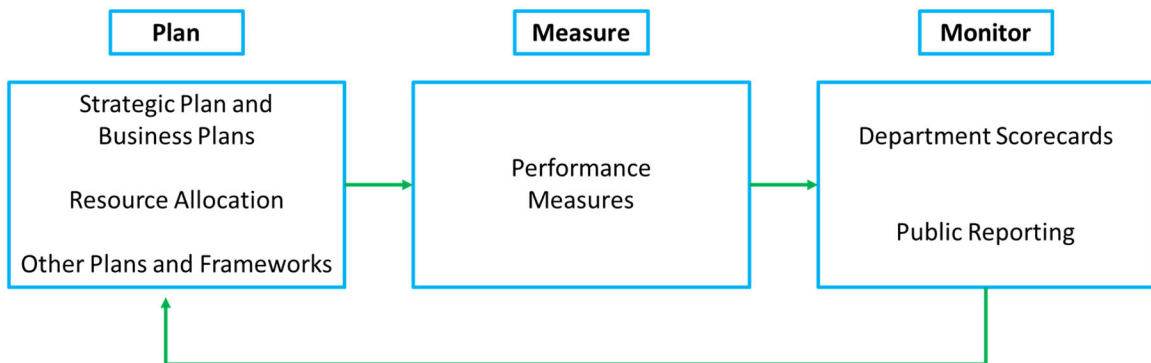 Plan
Measure
Monitor
Strategic Plan and
Business Plans
Resource Allocation
Other Plans and Frameworks
Performance
Measures
Department Scorecards
Public Reporting